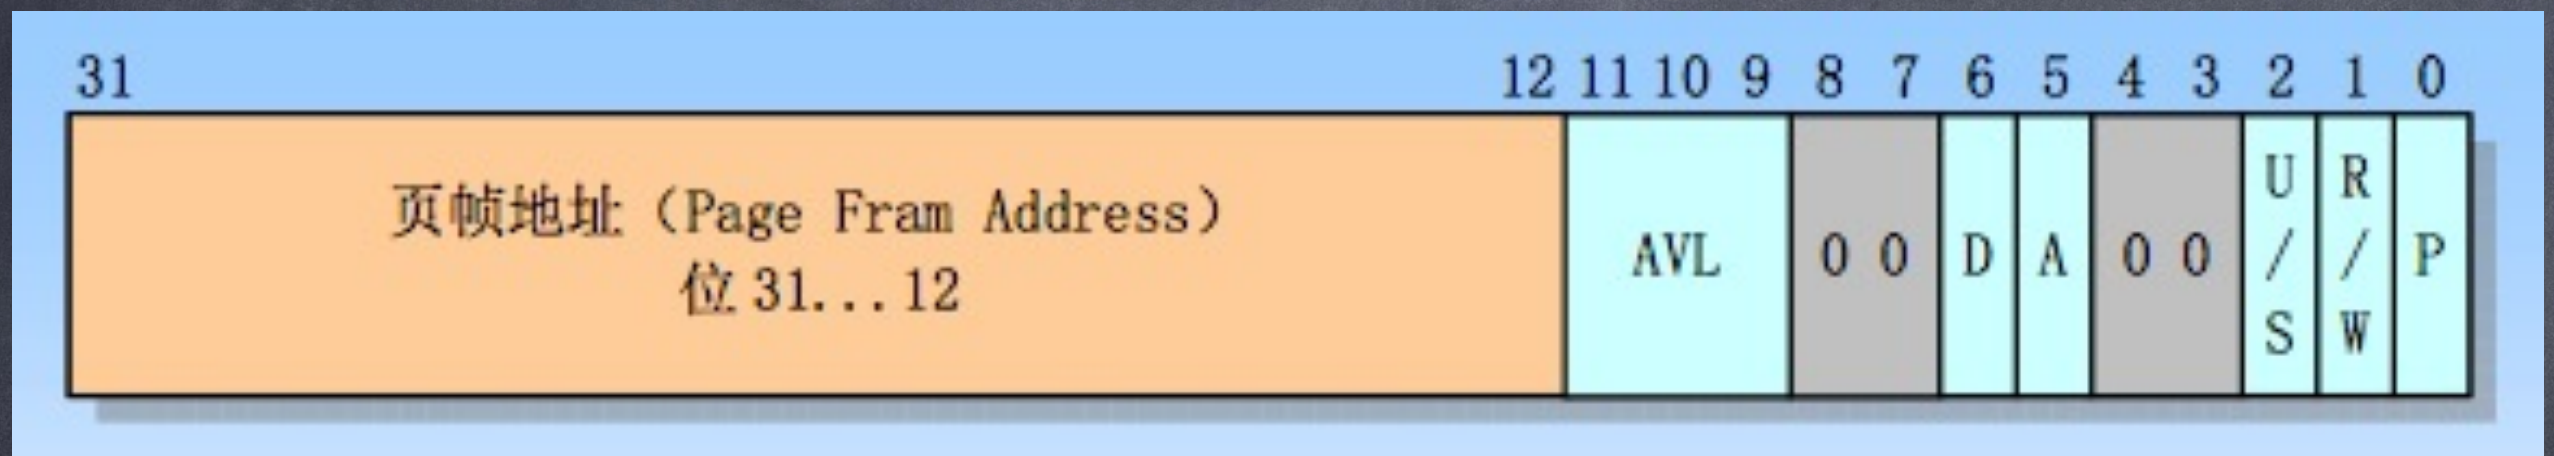 31 12 11 10 9 8 7 6 5 4 3 2 1 0
页帧地址（Page Fram Address）
位 31...12
AVL
0 0
D
A
0 0
U
/
S
R
/
W
P